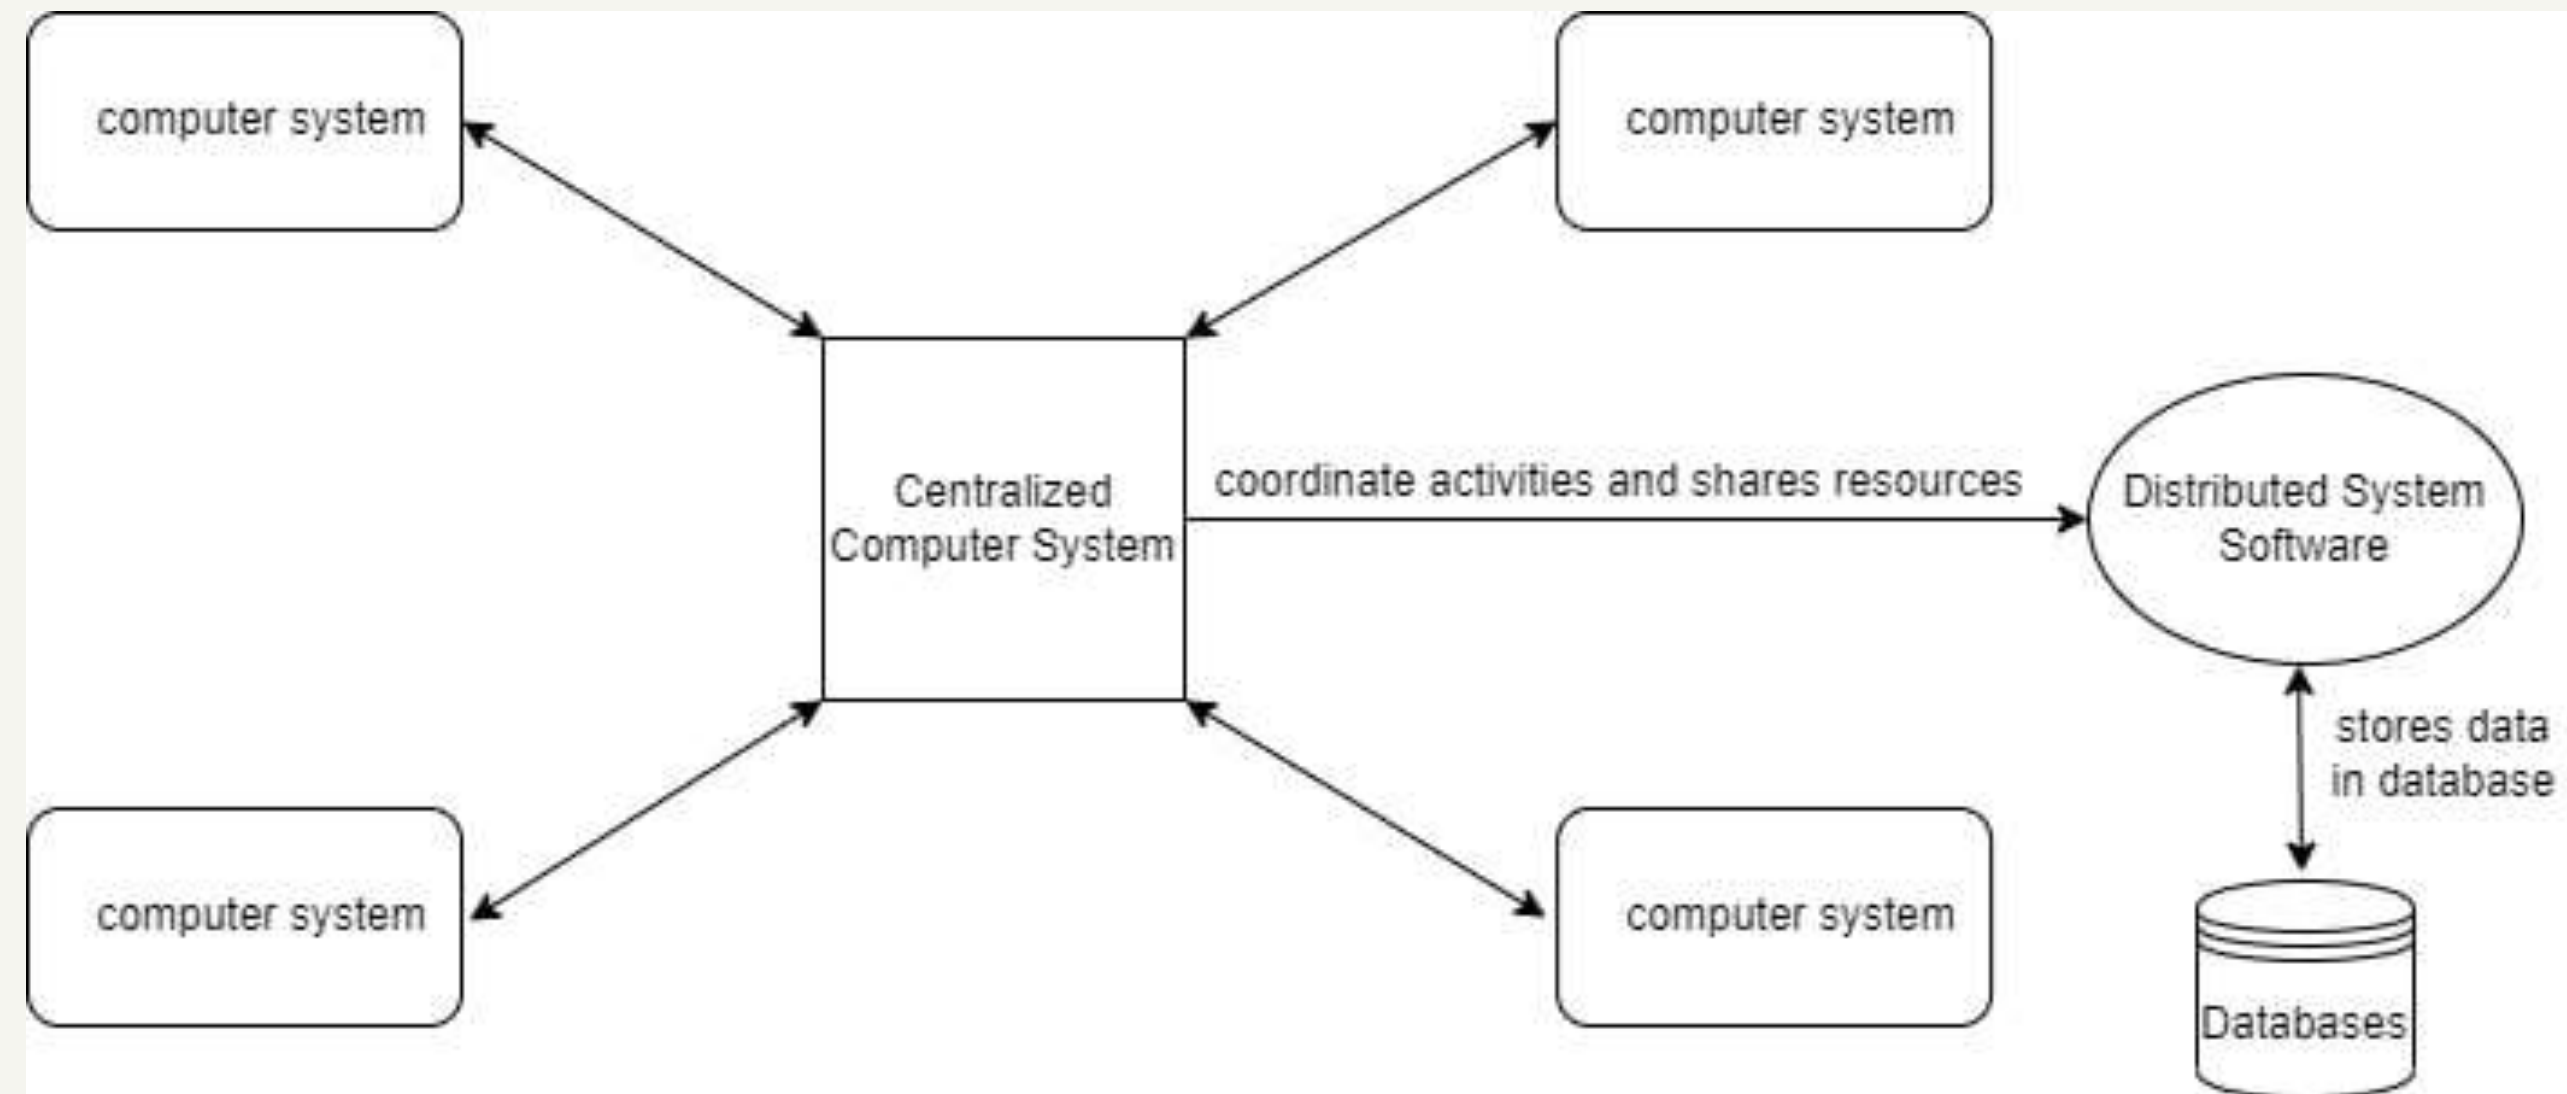 computer system
computer system
Centralized
Computer System
coordinate activities and shares resources
Distributed System
Software
stores data
in database
computer system
computer system
Databases